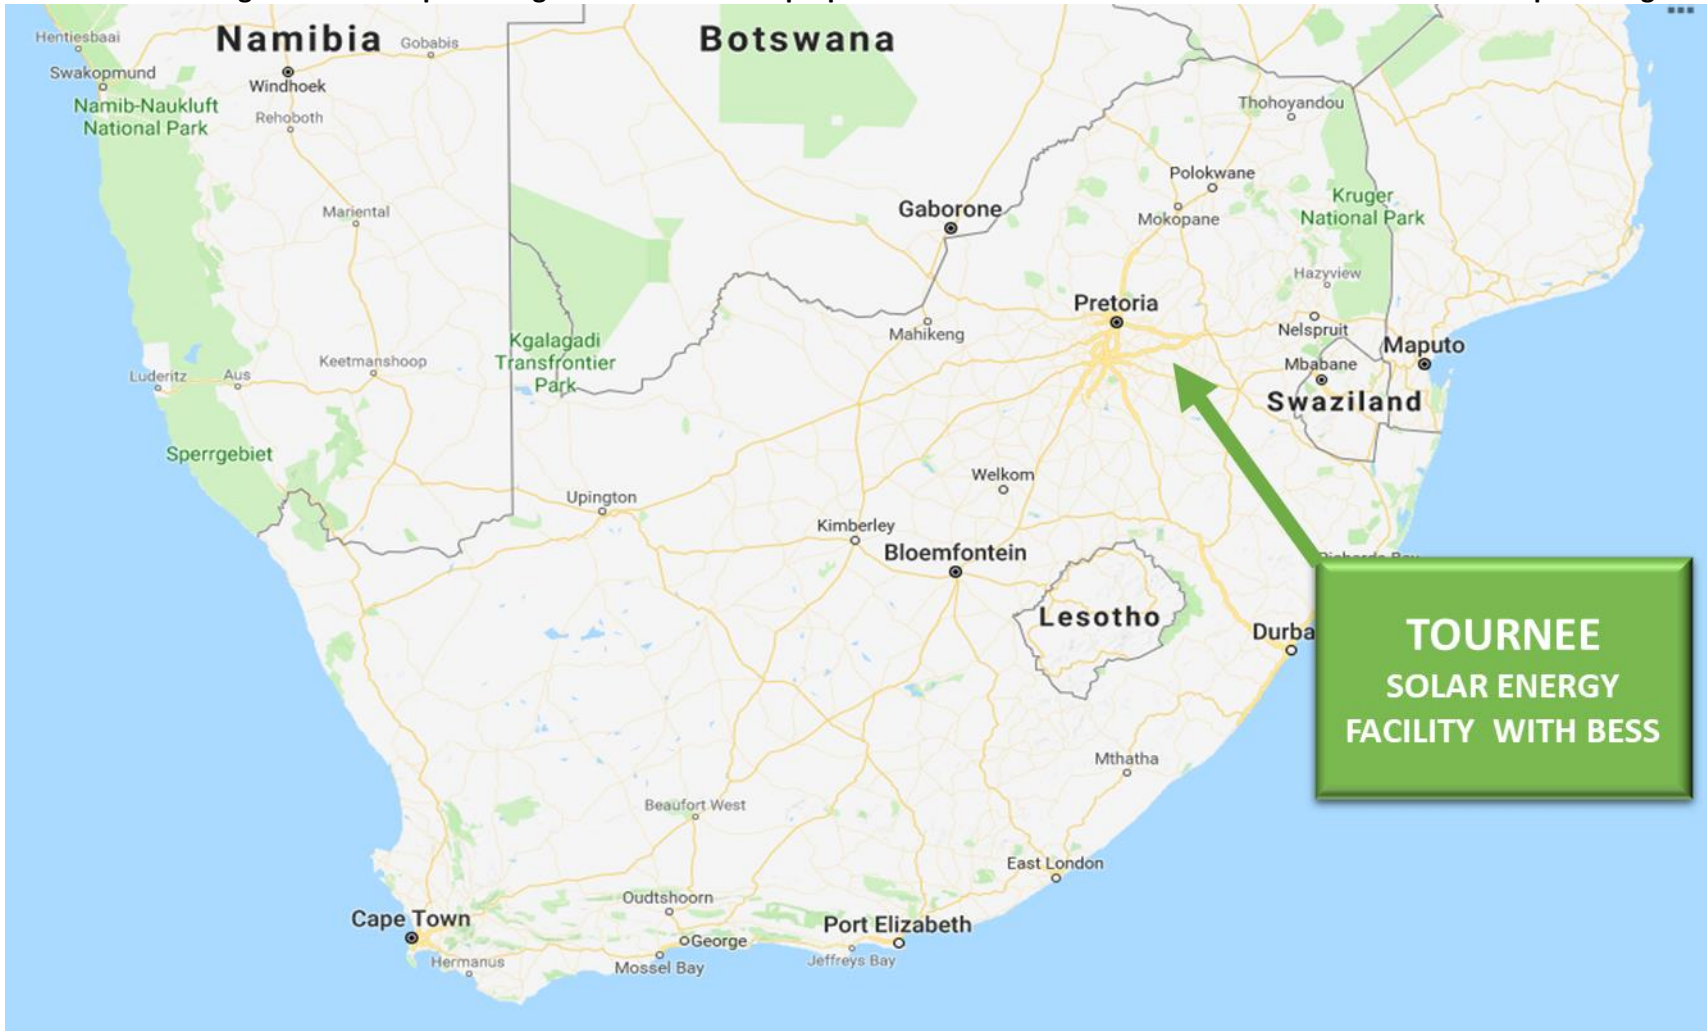 Namibia
Botswana
Hentiesbaai
Gobabis
Swakopmund
Windhoek
Namib-Naukluft
National Park
Rehoboth
Thohoyandou
Polokwane
Kruger
National Park
Mariental
Gaborone
Mokopane
Hazyview
Pretoria
Mahikeng
Nelspruit
Kgalagadi
Transfrontier
Park
Maputo
Keetmanshoop
Mbabane
Luderitz
Aus
Swaziland
Sperrgebiet
Welkom
Upington
Kimberley
Bloemfontein
Lesotho
Durba
TOURNEE
SOLAR ENERGY
FACILITY WITH BESS
Mthatha
Beaufort West
East London
Oudtshoorn
Cape Town
Port Elizabeth
George
Hermanus
Mossel Bay
Jeffreys Bay